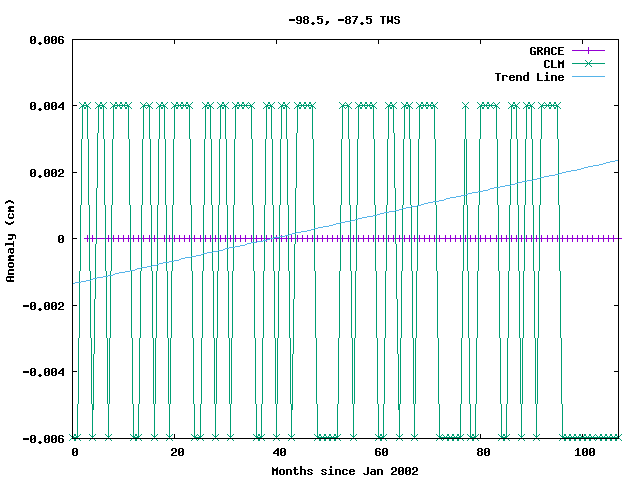 -98.5, -87.5 TWS
0.006
0.004
0.002
0
-0.002
-0.004
-0.006
Anomaly (cm)
GRACE
CLM
Trend Line
0 20 40 60 80 100
Months since Jan 2002